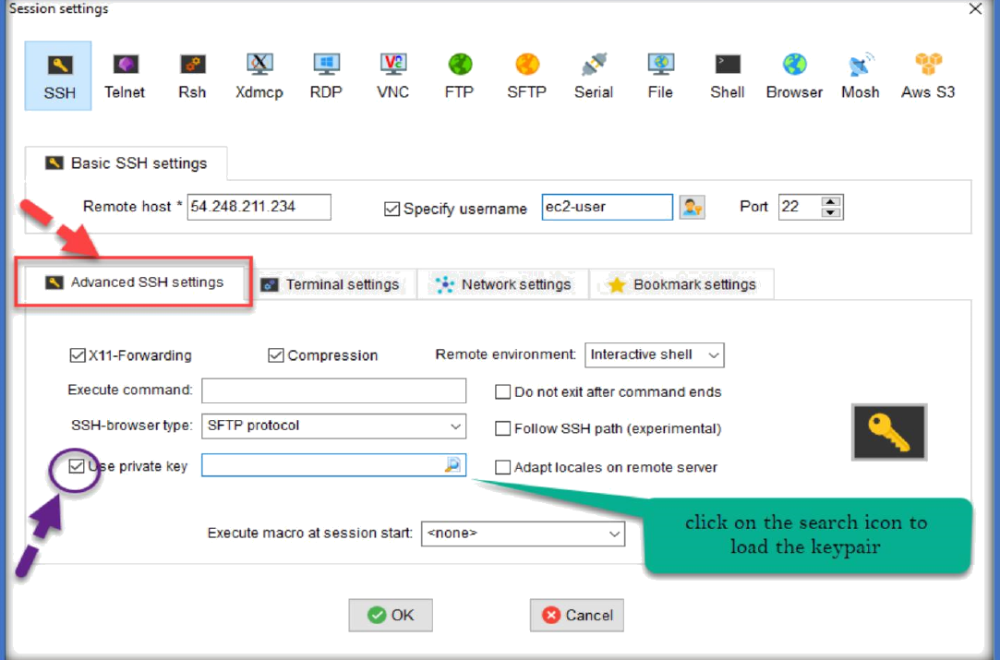 Session settings
SSH Telnet Rsh Xdmcp RDP VNC FTP SFTP Serial File Shell Browser Mosh Aws S3
Basic SSH settings
Remote host * 54.248.211.234 Specify username ec2-user Port 22
Advanced SSH settings Terminal settings Network settings Bookmark settings
X11-Forwarding Compression Remote environment: Interactive shell
Execute command: Do not exit after command ends
SSH-browser type: SFTP protocol Follow SSH path (experimental)
Use private key Adapt locales on remote server
click on the search icon to
load the keypair
Execute macro at session start: <none>
OK Cancel